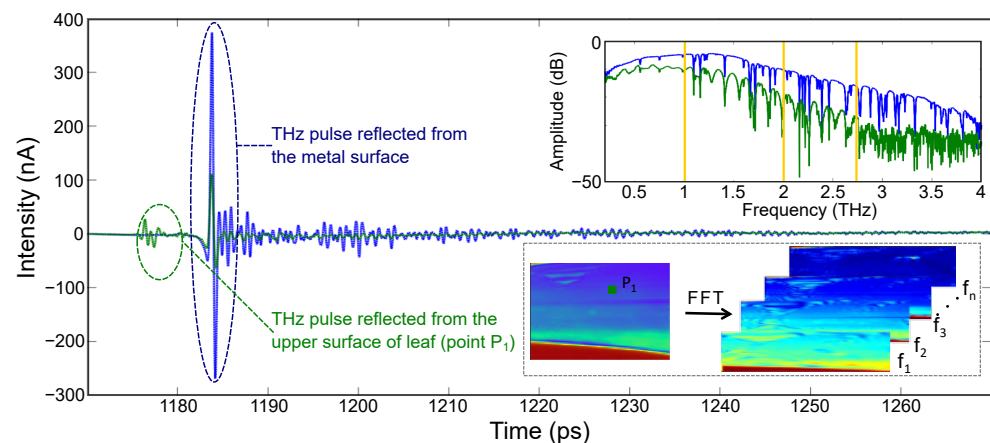 400
300
200
100
0
−100
−200
−300
Intensity (nA)
1180
1190
1200
1210
1220
1230
1240
1250
1260
Time (ps)
THz pulse reflected from
the metal surface
THz pulse reflected from the
upper surface of leaf (point P₁)
0
−50
Amplitude (dB)
0.5
1
1.5
2
2.5
3
3.5
4
Frequency (THz)
P₁
FFT
f₁
f₂
f₃
fₙ